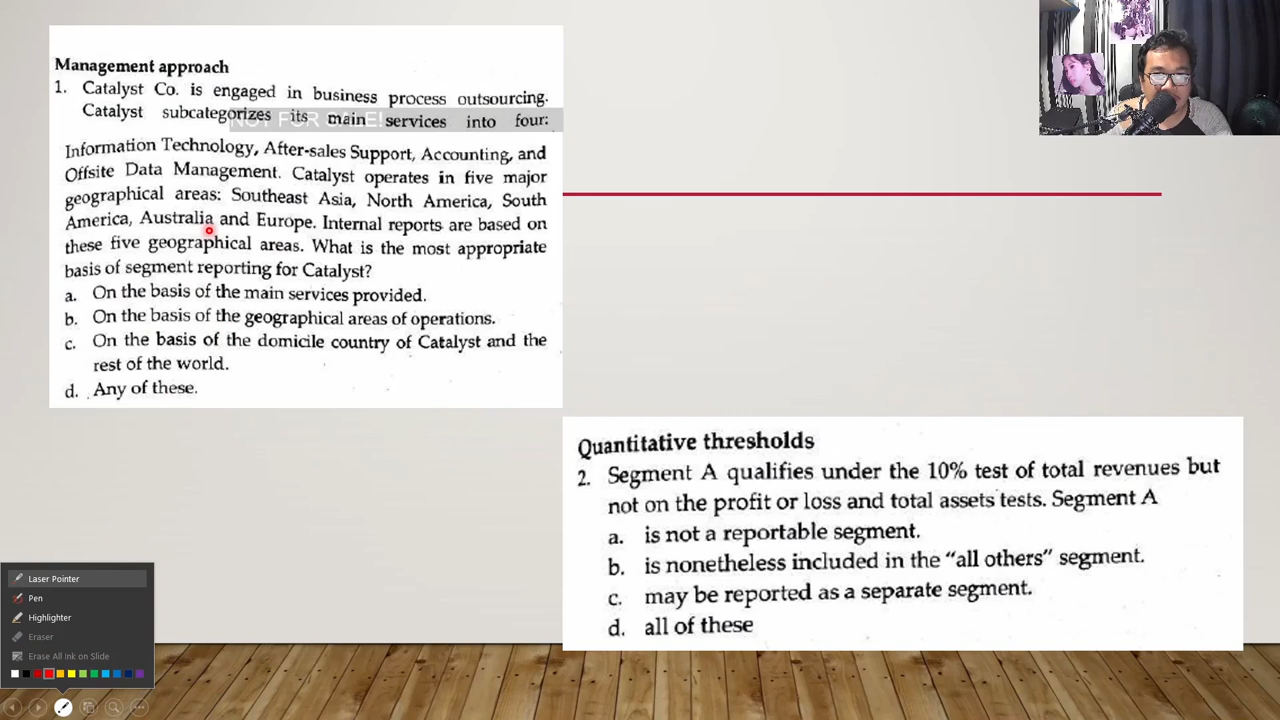 Management approach
1. Catalyst Co. is engaged in business process outsourcing.
Catalyst subcategorizes its main services into four:
NOT FOR SALE!
Information Technology, After-sales Support, Accounting, and
Offsite Data Management. Catalyst operates in five major
geographical areas: Southeast Asia, North America, South
America, Australia and Europe. Internal reports are based on
these five geographical areas. What is the most appropriate
basis of segment reporting for Catalyst?
a. On the basis of the main services provided.
b. On the basis of the geographical areas of operations.
c. On the basis of the domicile country of Catalyst and the
rest of the world.
d. Any of these.
Quantitative thresholds
2. Segment A qualifies under the 10% test of total revenues but
not on the profit or loss and total assets tests. Segment A
a. is not a reportable segment.
b. is nonetheless included in the "all others" segment.
c. may be reported as a separate segment.
d. all of these
Laser Pointer
Pen
Highlighter
Eraser
Erase All Ink on Slide